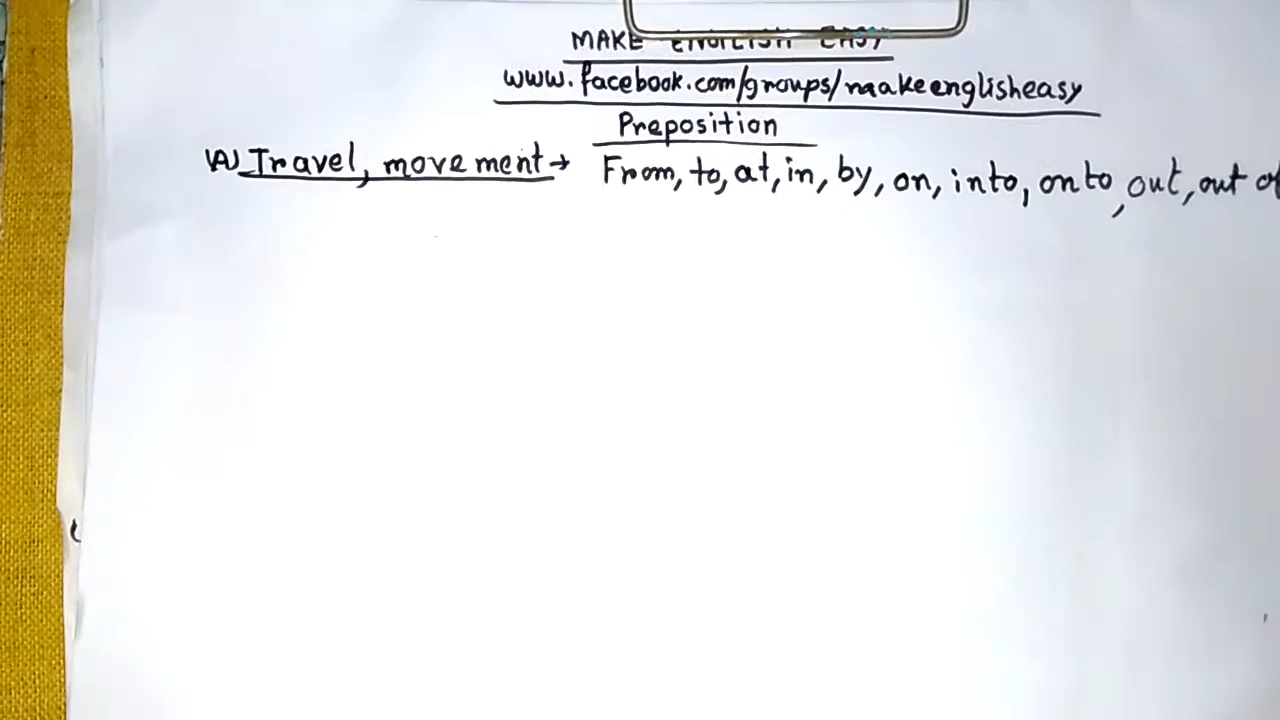 MAKE ENGLISH EASY
www.facebook.com/groups/makeenglisheasy
Preposition
(A) Travel, movement → From, to, at, in, by, on, into, onto, out, out of